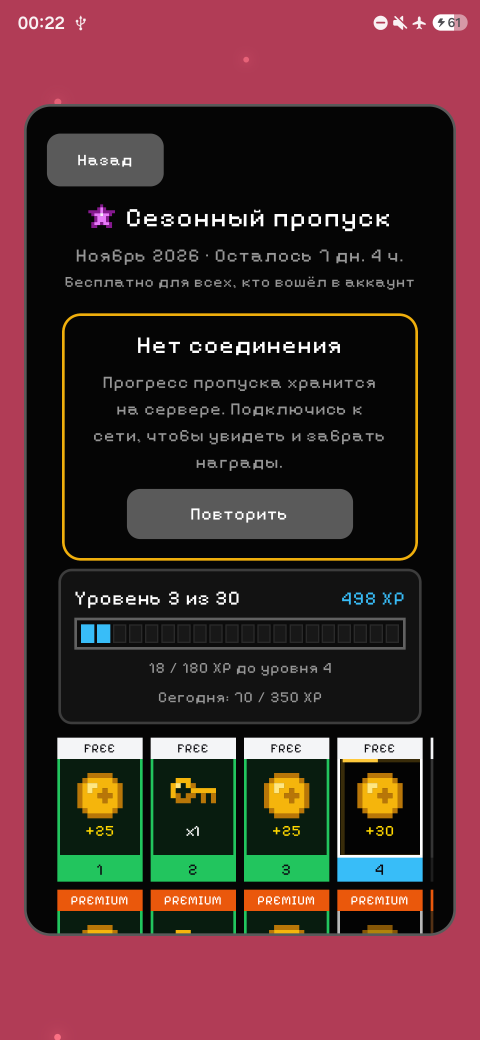 00:22
61
Назад
Сезонный пропуск
Ноябрь 2026 · Осталось 7 дн. 4 ч.
Бесплатно для всех, кто вошёл в аккаунт
Нет соединения
Прогресс пропуска хранится
на сервере. Подключись к
сети, чтобы увидеть и забрать
награды.
Повторить
Уровень 3 из 30
498 XP
18 / 180 XP до уровня 4
Сегодня: 70 / 350 XP
FREE FREE FREE FREE
+25 x1 +25 +30
1 2 3 4
PREMIUM PREMIUM PREMIUM PREMIUM